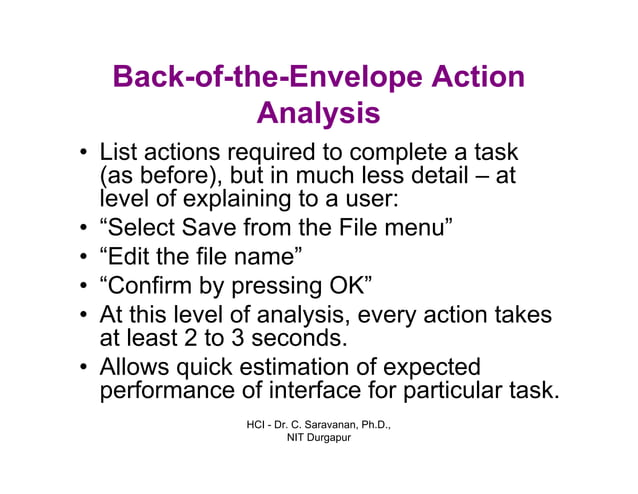 Back-of-the-Envelope Action
Analysis
• List actions required to complete a task
(as before), but in much less detail – at
level of explaining to a user:
• “Select Save from the File menu”
• “Edit the file name”
• “Confirm by pressing OK”
• At this level of analysis, every action takes
at least 2 to 3 seconds.
• Allows quick estimation of expected
performance of interface for particular task.
HCI - Dr. C. Saravanan, Ph.D.,
NIT Durgapur